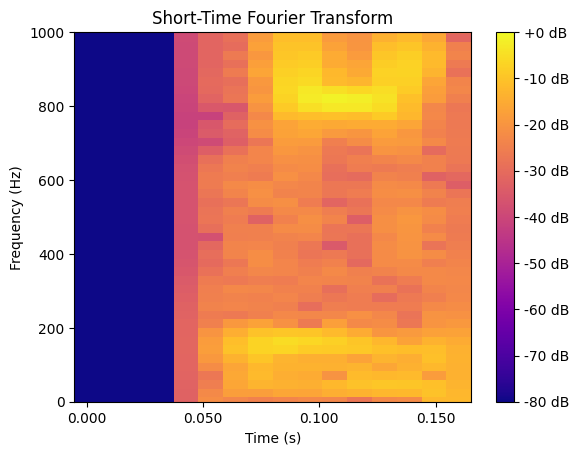 Short-Time Fourier Transform
1000
800
600
400
200
0
Frequency (Hz)
0.000
0.050
0.100
0.150
Time (s)
+0 dB
-10 dB
-20 dB
-30 dB
-40 dB
-50 dB
-60 dB
-70 dB
-80 dB